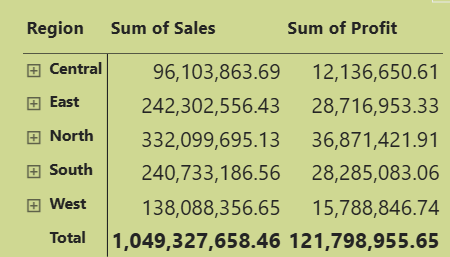 Region Sum of Sales Sum of Profit
Central 96,103,863.69 12,136,650.61
East 242,302,556.43 28,716,953.33
North 332,099,695.13 36,871,421.91
South 240,733,186.56 28,285,083.06
West 138,088,356.65 15,788,846.74
Total 1,049,327,658.46 121,798,955.65